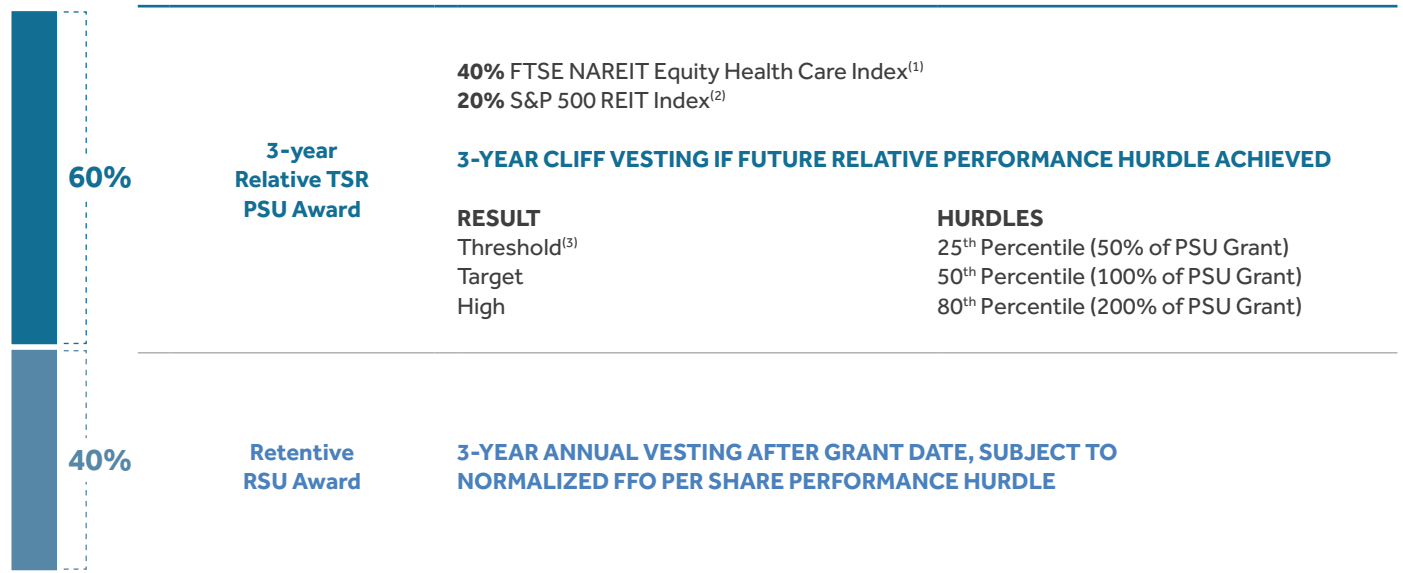 40% FTSE NAREIT Equity Health Care Index(1)
20% S&P 500 REIT Index(2)
60%
3-year
Relative TSR
PSU Award
3-YEAR CLIFF VESTING IF FUTURE RELATIVE PERFORMANCE HURDLE ACHIEVED
RESULT HURDLES
Threshold(3) 25th Percentile (50% of PSU Grant)
Target 50th Percentile (100% of PSU Grant)
High 80th Percentile (200% of PSU Grant)
40%
Retentive
RSU Award
3-YEAR ANNUAL VESTING AFTER GRANT DATE, SUBJECT TO
NORMALIZED FFO PER SHARE PERFORMANCE HURDLE